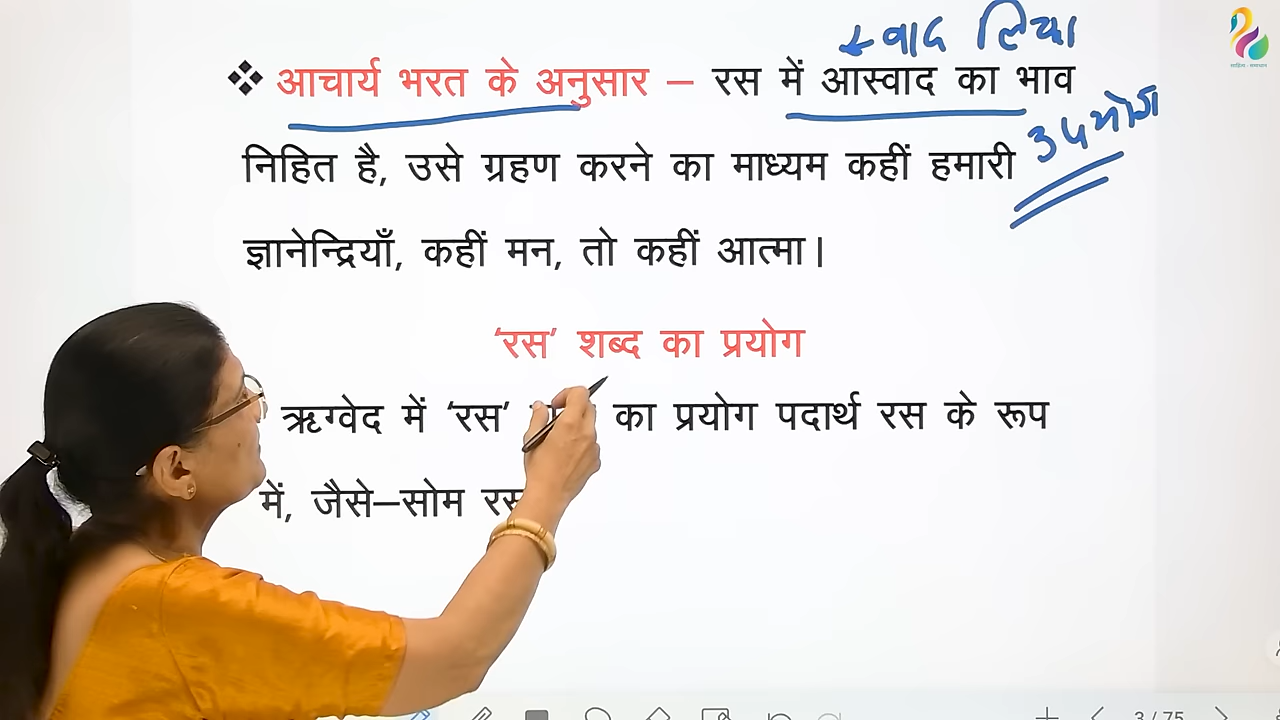 स्वाद लिया
❖ आचार्य भरत के अनुसार – रस में आस्वाद का भाव
उपभोग
निहित है, उसे ग्रहण करने का माध्यम कहीं हमारी
ज्ञानेन्द्रियाँ, कहीं मन, तो कहीं आत्मा।
‘रस’ शब्द का प्रयोग
ऋग्वेद में ‘रस’ का प्रयोग पदार्थ रस के रूप
में, जैसे–सोम रस
3 / 75